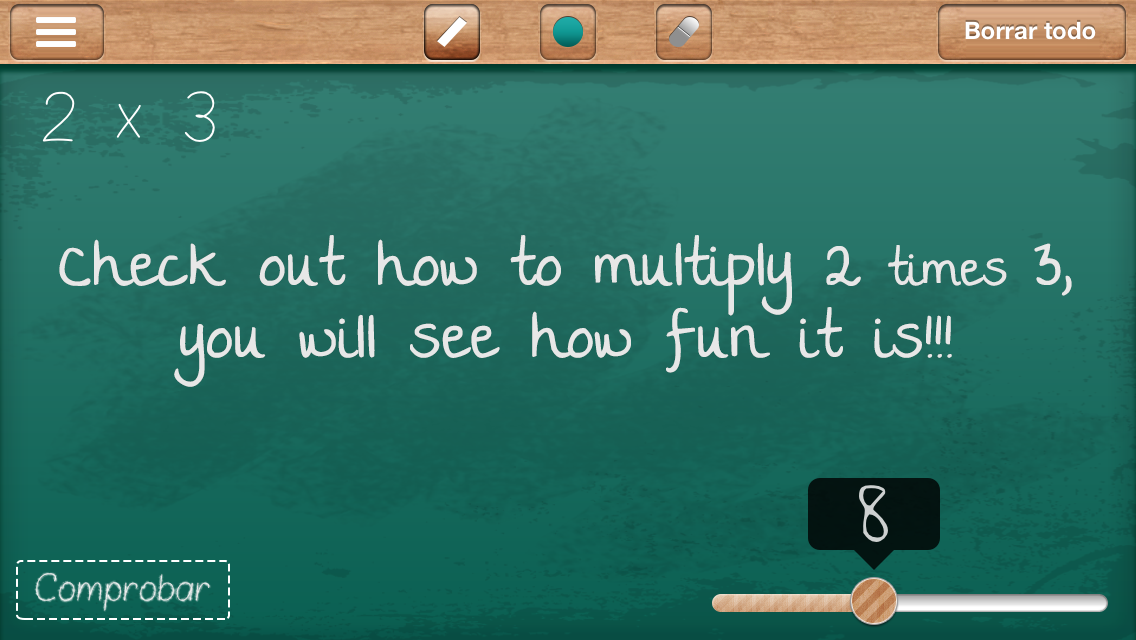 Borrar todo
2 x 3
Check out how to multiply 2 times 3,
you will see how fun it is!!!
8
Comprobar